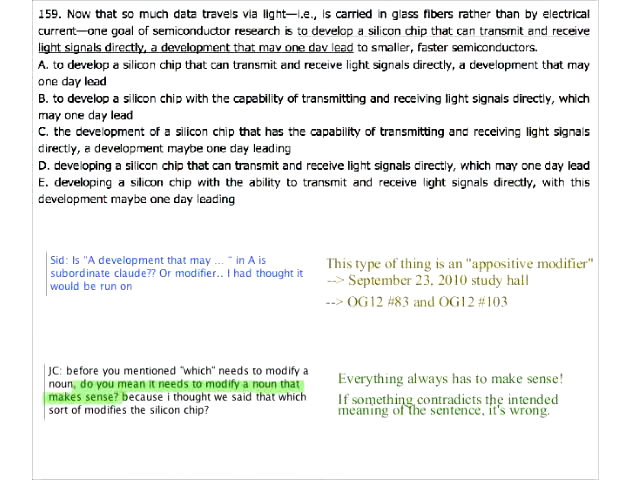 159. Now that so much data travels via light—i.e., is carried in glass fibers rather than by electrical
current—one goal of semiconductor research is to develop a silicon chip that can transmit and receive
light signals directly, a development that may one day lead to smaller, faster semiconductors.
A. to develop a silicon chip that can transmit and receive light signals directly, a development that may
one day lead
B. to develop a silicon chip with the capability of transmitting and receiving light signals directly, which
may one day lead
C. the development of a silicon chip that has the capability of transmitting and receiving light signals
directly, a development maybe one day leading
D. developing a silicon chip that can transmit and receive light signals directly, which may one day lead
E. developing a silicon chip with the ability to transmit and receive light signals directly, with this
development maybe one day leading
Sid: Is "A development that may ... " in A is
subordinate claude?? Or modifier.. I had thought it
would be run on
This type of thing is an "appositive modifier"
--> September 23, 2010 study hall
--> OG12 #83 and OG12 #103
JC: before you mentioned "which" needs to modify a
noun, do you mean it needs to modify a noun that
makes sense? because i thought we said that which
sort of modifies the silicon chip?
Everything always has to make sense!
If something contradicts the intended
meaning of the sentence, it's wrong.